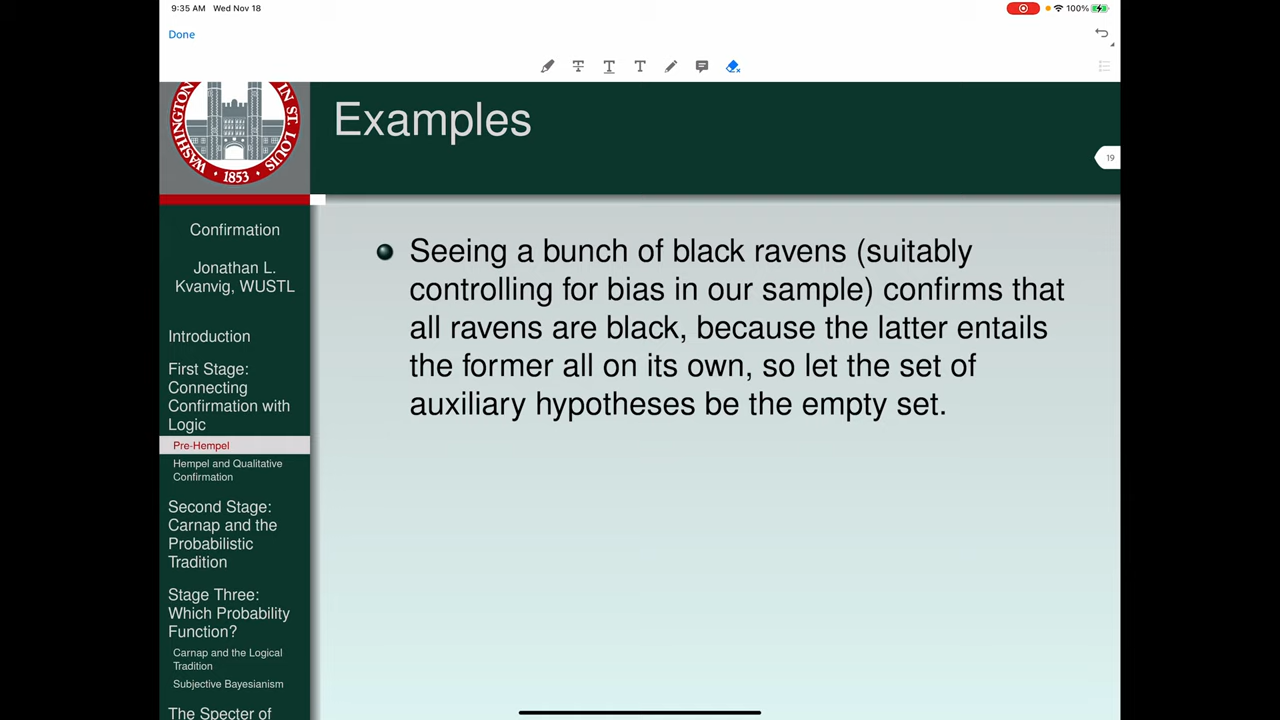 9:35 AM Wed Nov 18
100%
Done
Examples
19
WASHINGTON
IN ST. LOUIS
1853
Confirmation
Jonathan L.
Kvanvig, WUSTL
Introduction
First Stage:
Connecting
Confirmation with
Logic
Pre-Hempel
Hempel and Qualitative
Confirmation
Second Stage:
Carnap and the
Probabilistic
Tradition
Stage Three:
Which Probability
Function?
Carnap and the Logical
Tradition
Subjective Bayesianism
The Specter of
Seeing a bunch of black ravens (suitably
controlling for bias in our sample) confirms that
all ravens are black, because the latter entails
the former all on its own, so let the set of
auxiliary hypotheses be the empty set.